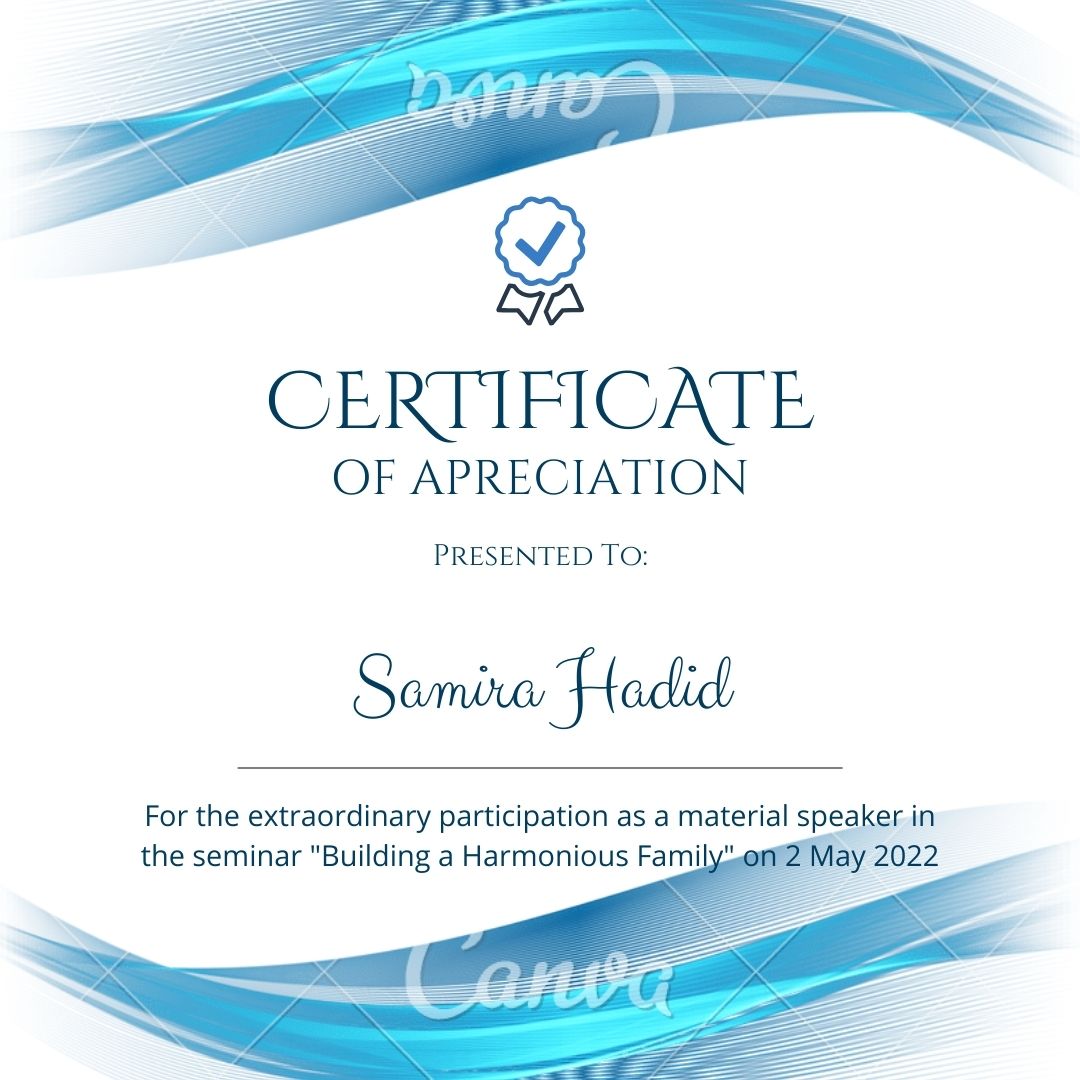 Canva
CERTIFICATE
OF APRECIATION
PRESENTED TO:
Samira Hadid
For the extraordinary participation as a material speaker in
the seminar "Building a Harmonious Family" on 2 May 2022
Canva